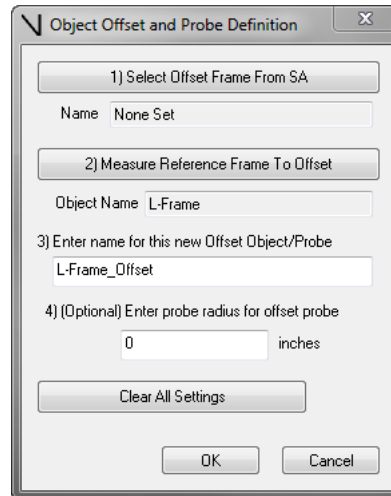 Object Offset and Probe Definition
1) Select Offset Frame From SA
Name None Set
2) Measure Reference Frame To Offset
Object Name L-Frame
3) Enter name for this new Offset Object/Probe
L-Frame_Offset
4) (Optional) Enter probe radius for offset probe
0 inches
Clear All Settings
OK Cancel